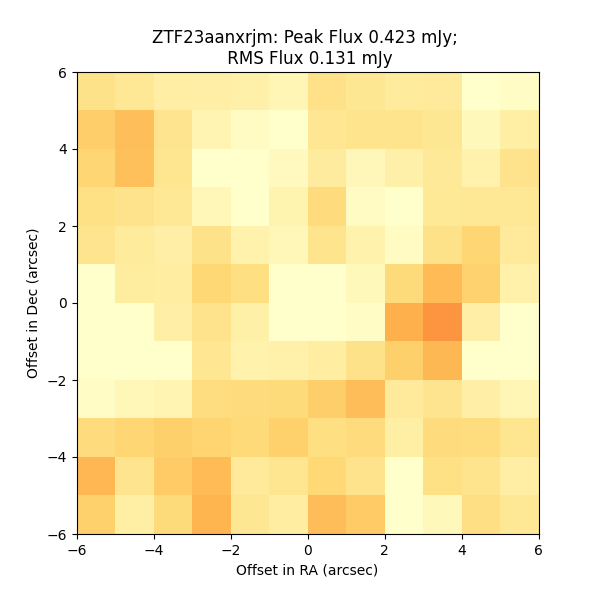 ZTF23aanxrjm: Peak Flux 0.423 mJy;
RMS Flux 0.131 mJy
6
4
2
0
−2
−4
−6
Offset in Dec (arcsec)
−6 −4 −2 0 2 4 6
Offset in RA (arcsec)